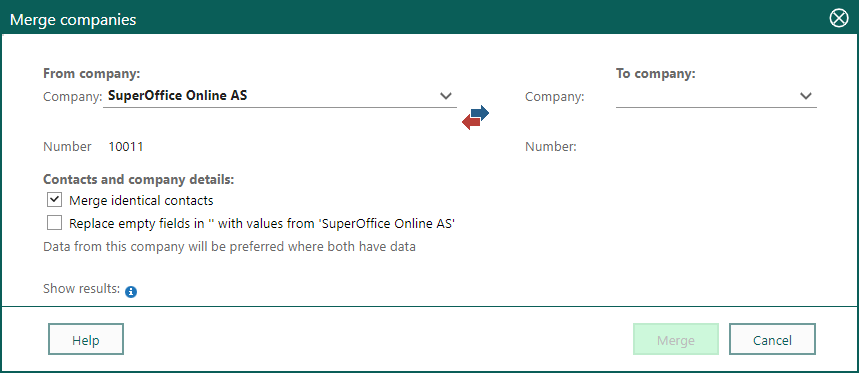 Merge companies
From company:
To company:
Company: SuperOffice Online AS
Company:
Number 10011
Number:
Contacts and company details:
Merge identical contacts
Replace empty fields in '' with values from 'SuperOffice Online AS'
Data from this company will be preferred where both have data
Show results:
Help
Merge
Cancel